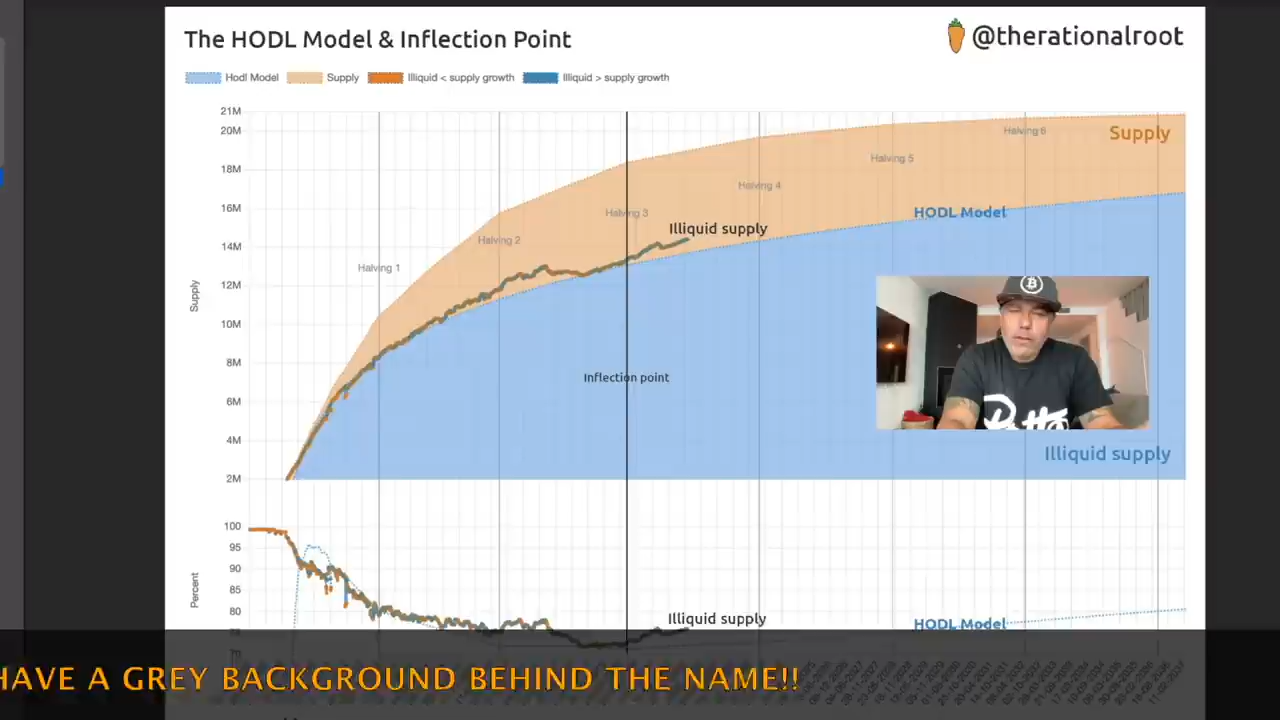 The HODL Model & Inflection Point
@therationalroot
Hodl Model
Supply
Illiquid < supply growth
Illiquid > supply growth
21M
20M
18M
16M
14M
12M
10M
8M
6M
4M
2M
Supply
Halving 1
Halving 2
Halving 3
Halving 4
Halving 5
Halving 6
Supply
HODL Model
Illiquid supply
Inflection point
Illiquid supply
100
95
90
85
80
Percent
Illiquid supply
HODL Model
HAVE A GREY BACKGROUND BEHIND THE NAME!!